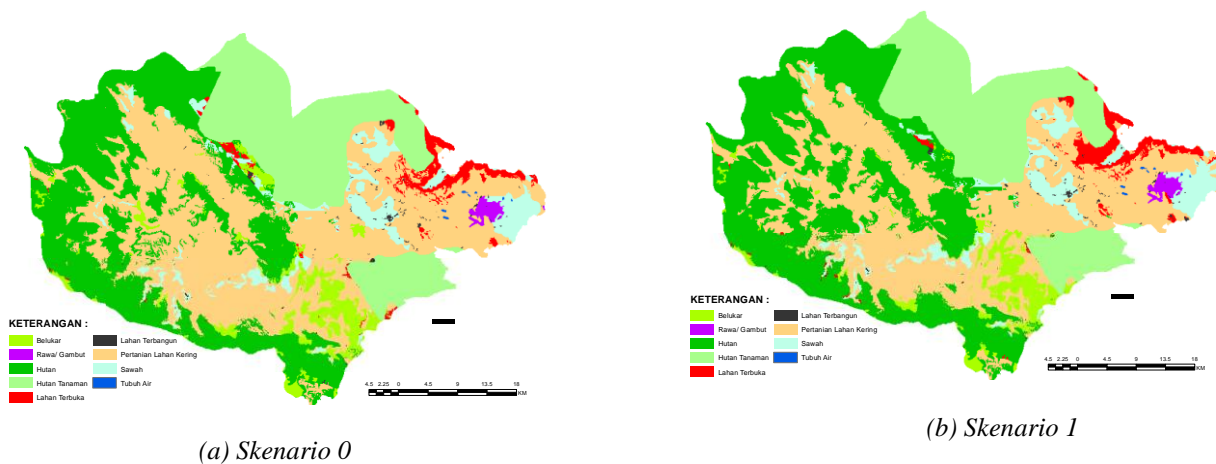 KETERANGAN :
Belukar
Rawa/ Gambut
Hutan
Hutan Tanaman
Lahan Terbuka
Lahan Terbangun
Pertanian Lahan Kering
Sawah
Tubuh Air
4.5 2.25 0 4.5 9 13.5 18
KM
(a) Skenario 0
KETERANGAN :
Belukar
Rawa/ Gambut
Hutan
Hutan Tanaman
Lahan Terbuka
Lahan Terbangun
Pertanian Lahan Kering
Sawah
Tubuh Air
4.5 2.25 0 4.5 9 13.5 18
KM
(b) Skenario 1